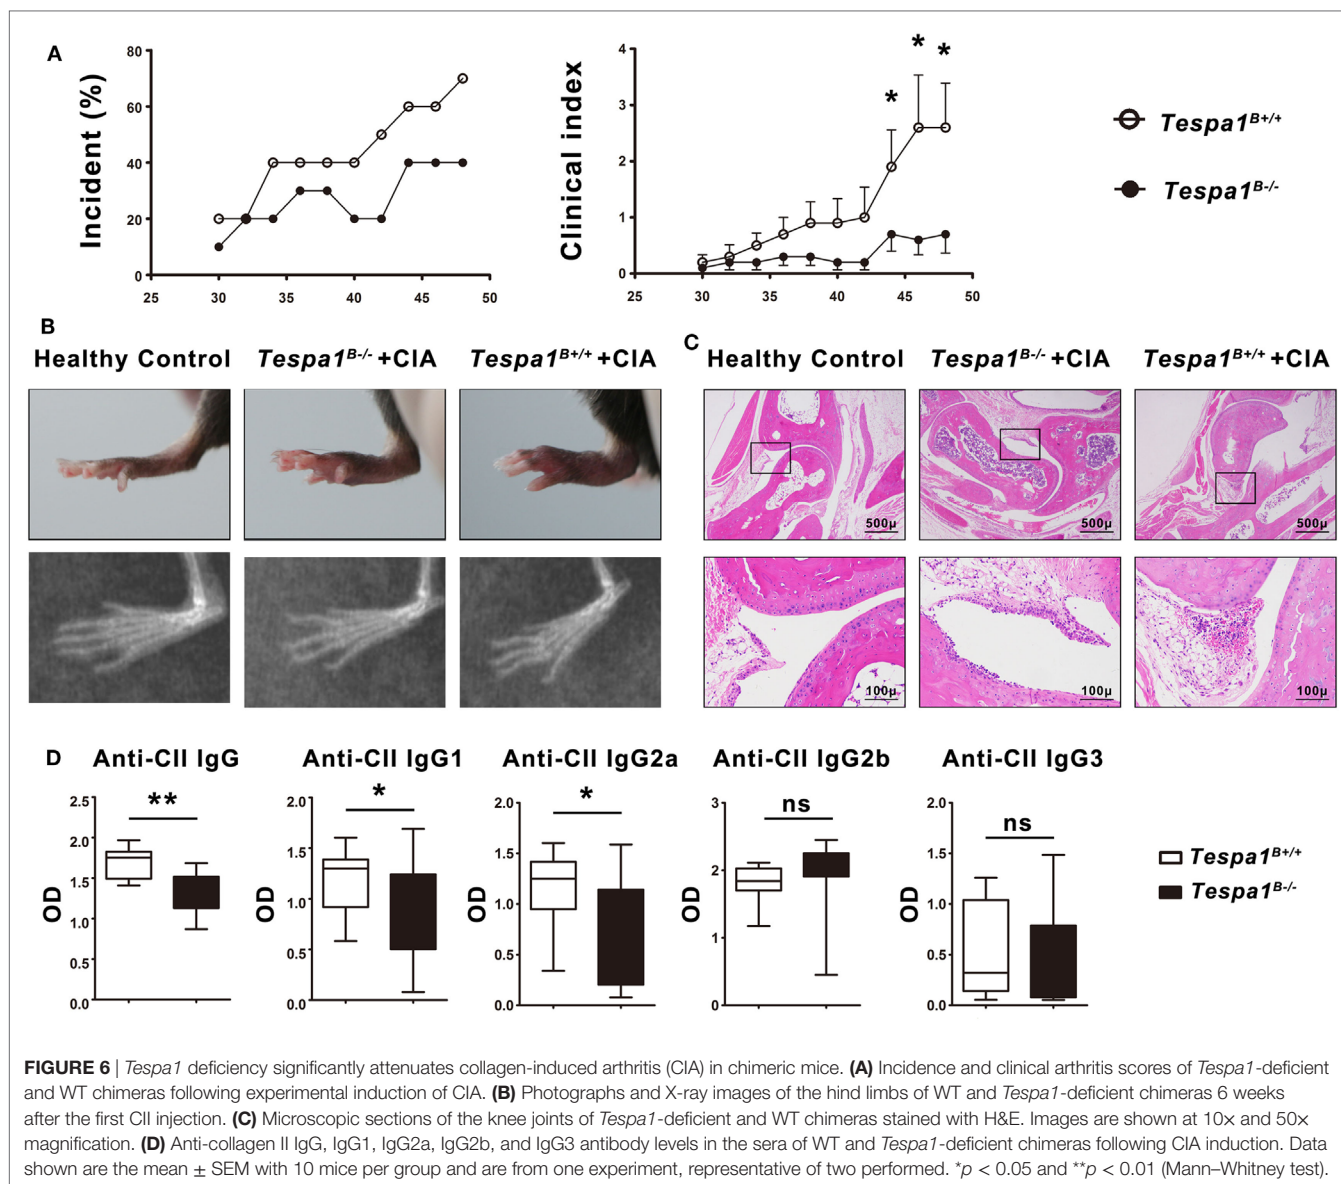 A
Incident (%)
80
60
40
20
0
25 30 35 40 45 50
Clinical index
4
3
2
1
0
* * *
25 30 35 40 45 50
Tespa1B+/+
Tespa1B-/-
B
Healthy Control Tespa1B-/- +CIA Tespa1B+/+ +CIA
C
Healthy Control Tespa1B-/- +CIA Tespa1B+/+ +CIA
500μ 500μ 500μ
100μ 100μ 100μ
D
Anti-CII IgG
OD
2.5
2.0
1.5
1.0
0.5
0.0
**
Anti-CII IgG1
OD
2.0
1.5
1.0
0.5
0.0
*
Anti-CII IgG2a
OD
2.0
1.5
1.0
0.5
0.0
*
Anti-CII IgG2b
OD
3
2
1
0
ns
Anti-CII IgG3
OD
2.0
1.5
1.0
0.5
0.0
ns
Tespa1B+/+
Tespa1B-/-
FIGURE 6 | Tespa1 deficiency significantly attenuates collagen-induced arthritis (CIA) in chimeric mice. (A) Incidence and clinical arthritis scores of Tespa1-deficient
and WT chimeras following experimental induction of CIA. (B) Photographs and X-ray images of the hind limbs of WT and Tespa1-deficient chimeras 6 weeks
after the first CII injection. (C) Microscopic sections of the knee joints of Tespa1-deficient and WT chimeras stained with H&E. Images are shown at 10× and 50×
magnification. (D) Anti-collagen II IgG, IgG1, IgG2a, IgG2b, and IgG3 antibody levels in the sera of WT and Tespa1-deficient chimeras following CIA induction. Data
shown are the mean ± SEM with 10 mice per group and are from one experiment, representative of two performed. *p < 0.05 and **p < 0.01 (Mann–Whitney test).